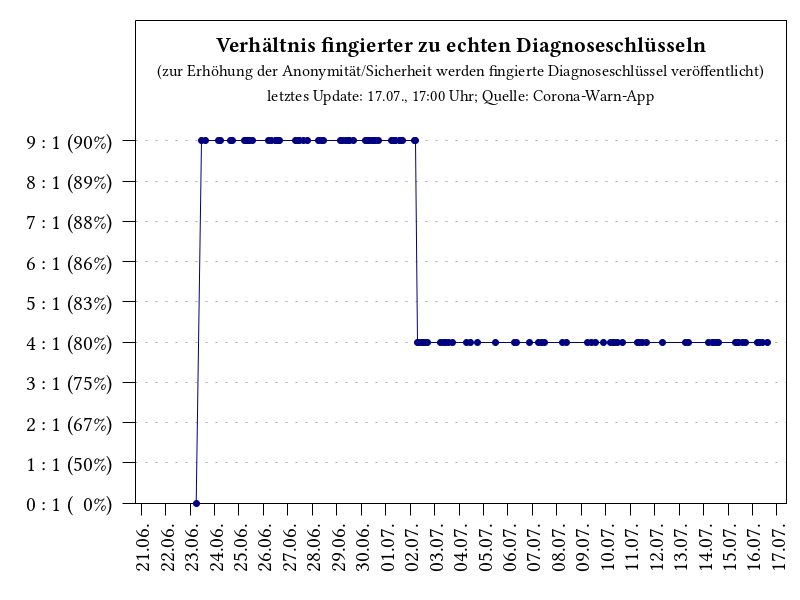 Verhältnis fingierter zu echten Diagnoseschlüsseln
(zur Erhöhung der Anonymität/Sicherheit werden fingierte Diagnoseschlüssel veröffentlicht)
letztes Update: 17.07., 17:00 Uhr; Quelle: Corona-Warn-App
9 : 1 (90%)
8 : 1 (89%)
7 : 1 (88%)
6 : 1 (86%)
5 : 1 (83%)
4 : 1 (80%)
3 : 1 (75%)
2 : 1 (67%)
1 : 1 (50%)
0 : 1 ( 0%)
21.06.
22.06.
23.06.
24.06.
25.06.
26.06.
27.06.
28.06.
29.06.
30.06.
01.07.
02.07.
03.07.
04.07.
05.07.
06.07.
07.07.
08.07.
09.07.
10.07.
11.07.
12.07.
13.07.
14.07.
15.07.
16.07.
17.07.